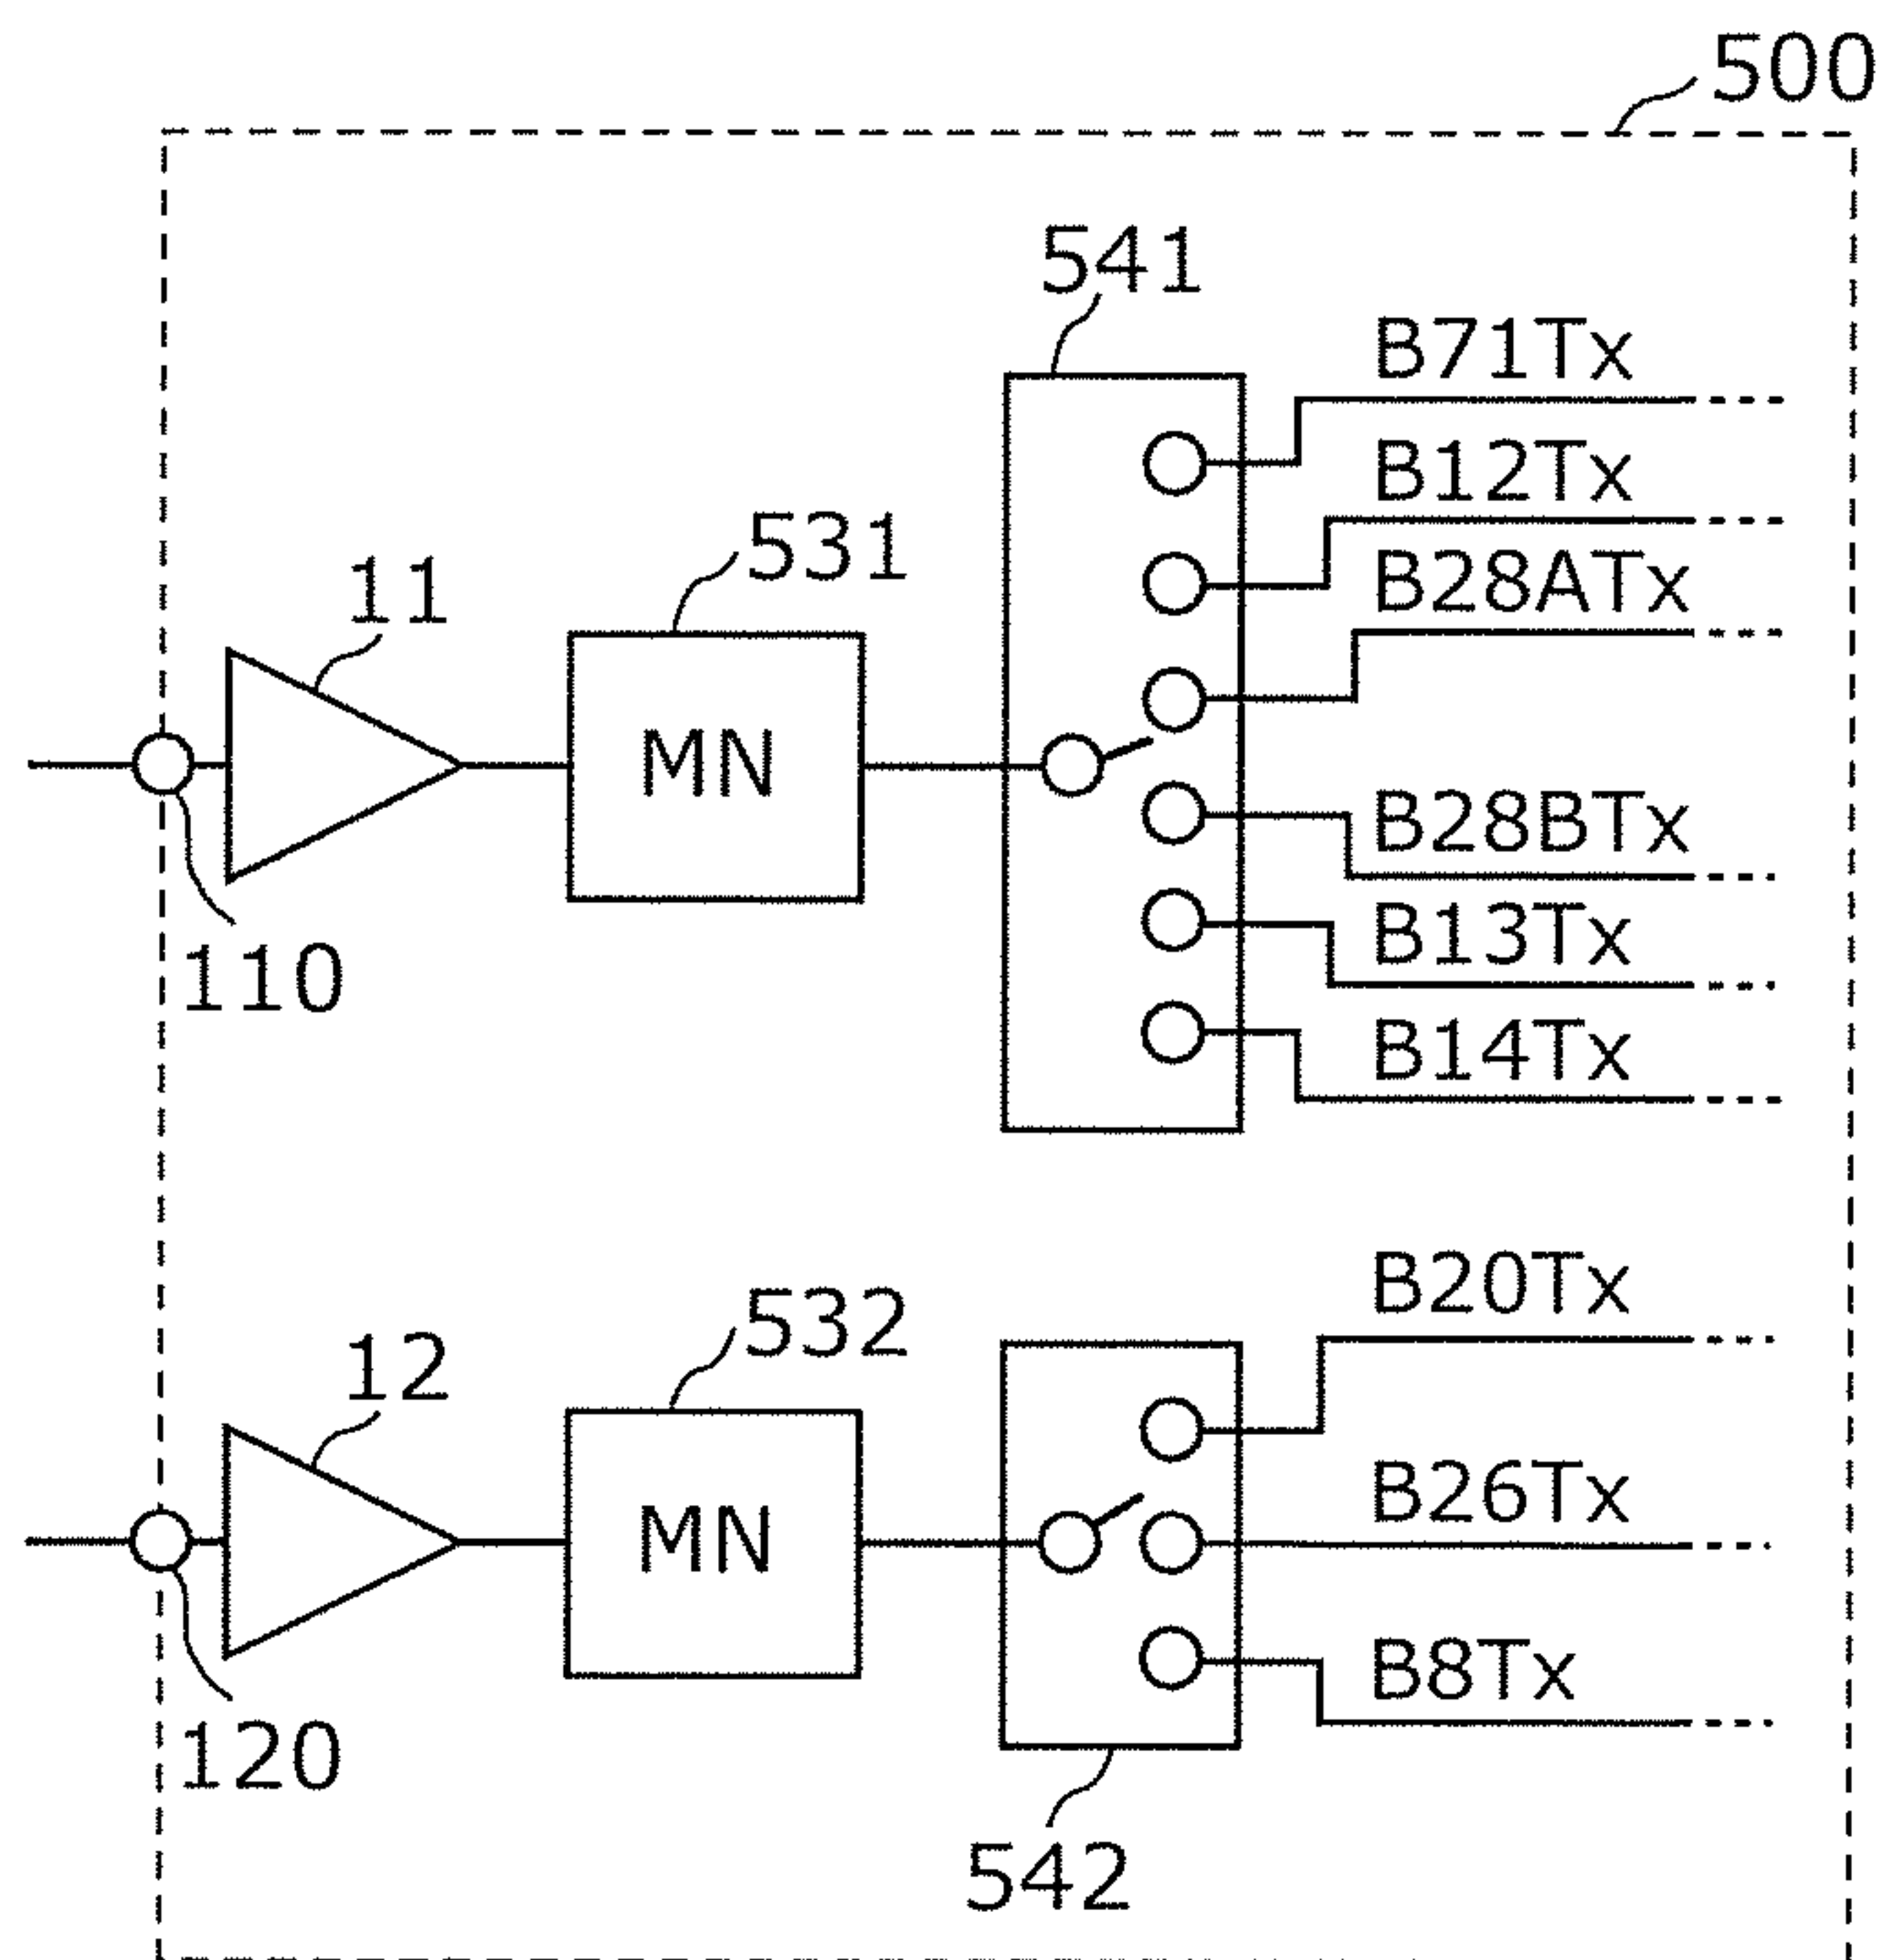 500
541
B71Tx
B12Tx
531
B28ATx
11
MN
B28BTx
B13Tx
110
B14Tx
B20Tx
532
12
B26Tx
MN
B8Tx
120
542